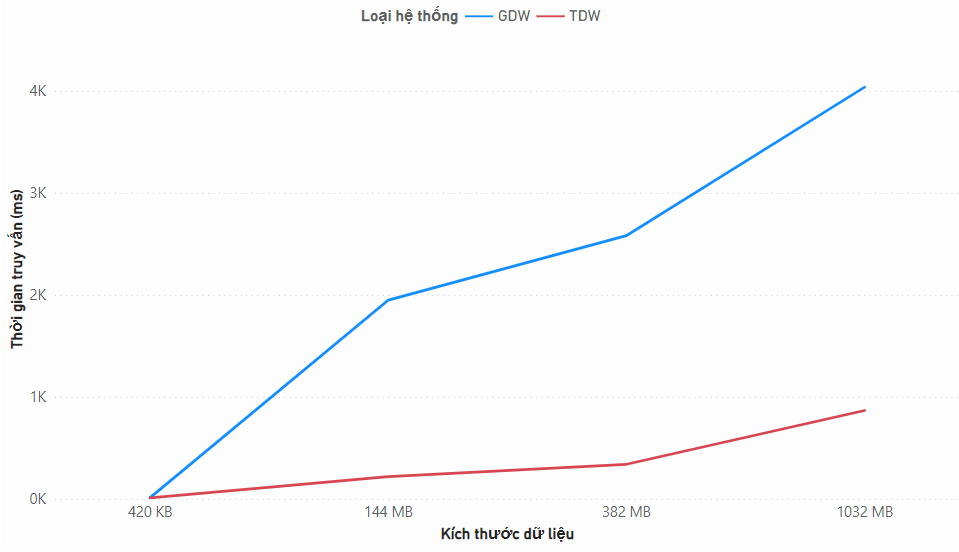 Loại hệ thống GDW TDW
4K
3K
2K
1K
0K
Thời gian truy vấn (ms)
420 KB 144 MB 382 MB 1032 MB
Kích thước dữ liệu